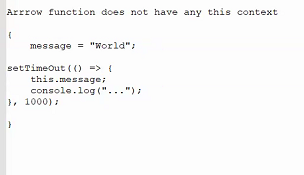 Arrrow function does not have any this context
{
message = "World";
setTimeOut(() => {
this.message;
console.log("...");
}, 1000);
}